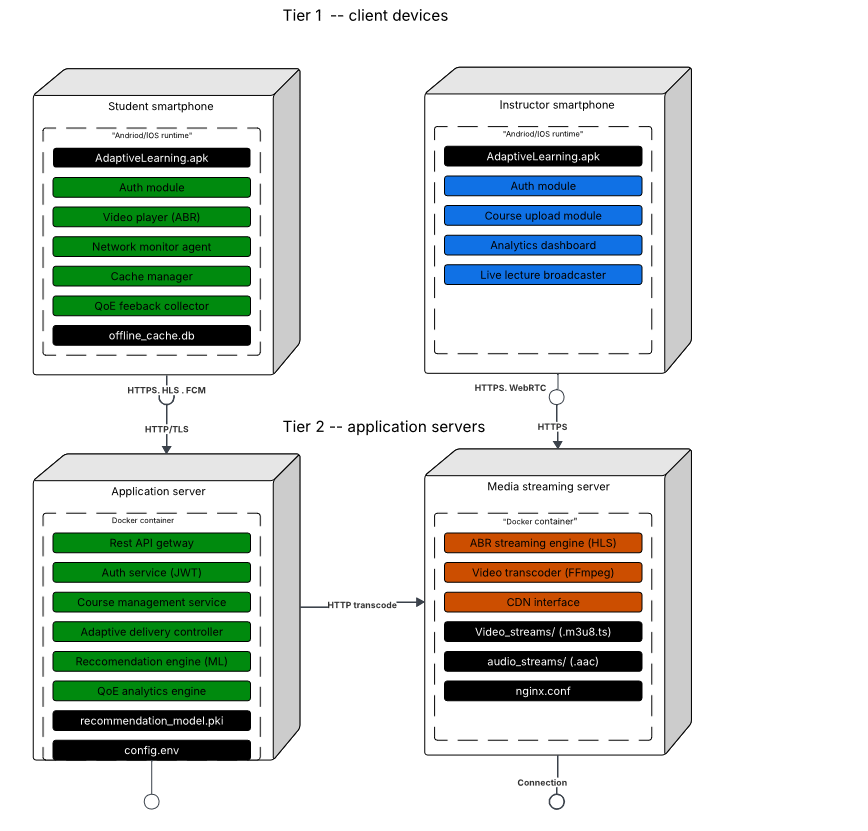 Tier 1 -- client devices
Student smartphone
"Andriod/IOS runtime"
AdaptiveLearning.apk
Auth module
Video player (ABR)
Network monitor agent
Cache manager
QoE feeback collector
offline_cache.db
Instructor smartphone
"Andriod/IOS runtime"
AdaptiveLearning.apk
Auth module
Course upload module
Analytics dashboard
Live lecture broadcaster
HTTPS. HLS . FCM
HTTP/TLS
HTTPS. WebRTC
HTTPS
Tier 2 -- application servers
Application server
Docker container
Rest API getway
Auth service (JWT)
Course management service
Adaptive delivery controller
Reccomendation engine (ML)
QoE analytics engine
recommendation_model.pki
config.env
HTTP transcode
Media streaming server
"Docker container"
ABR streaming engine (HLS)
Video transcoder (FFmpeg)
CDN interface
Video_streams/ (.m3u8.ts)
audio_streams/ (.aac)
nginx.conf
Connection